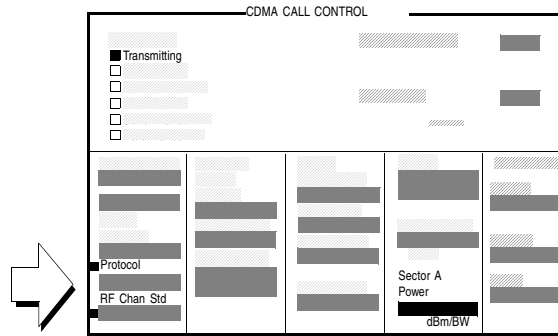 CDMA CALL CONTROL
Transmitting
Protocol
RF Chan Std
Sector A
Power
dBm/BW